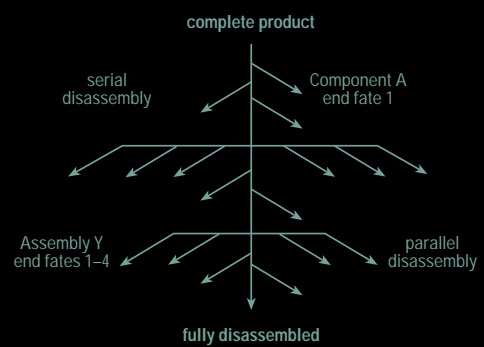 complete product
serial
disassembly
Component A
end fate 1
Assembly Y
end fates 1–4
parallel
disassembly
fully disassembled